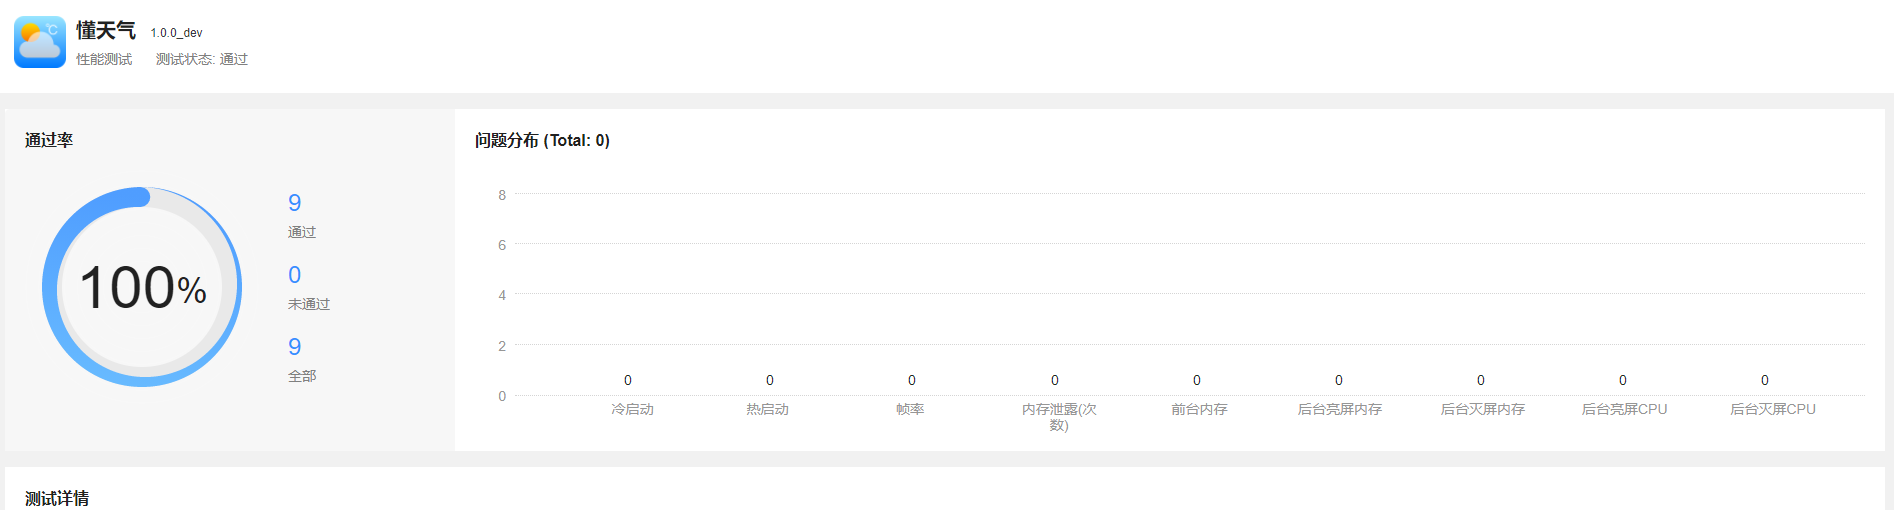 °C
懂天气 1.0.0_dev
性能测试 测试状态: 通过
通过率
100%
9
通过
0
未通过
9
全部
问题分布 (Total: 0)
8
6
4
2
0
0 0 0 0 0 0 0 0 0
冷启动 热启动 帧率 内存泄露(次 前台内存 后台亮屏内存 后台灭屏内存 后台亮屏CPU 后台灭屏CPU
数)
测试详情